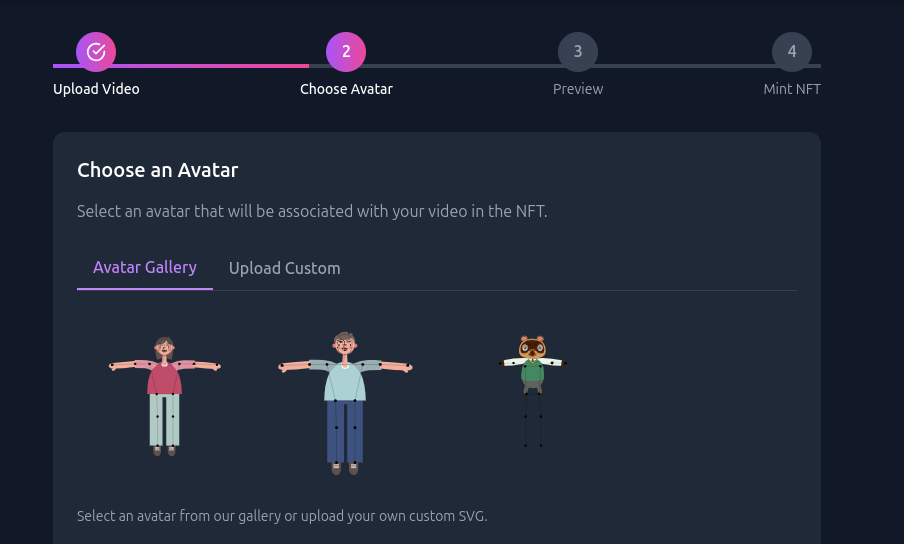 2
3
4
Upload Video
Choose Avatar
Preview
Mint NFT
Choose an Avatar
Select an avatar that will be associated with your video in the NFT.
Avatar Gallery
Upload Custom
Select an avatar from our gallery or upload your own custom SVG.